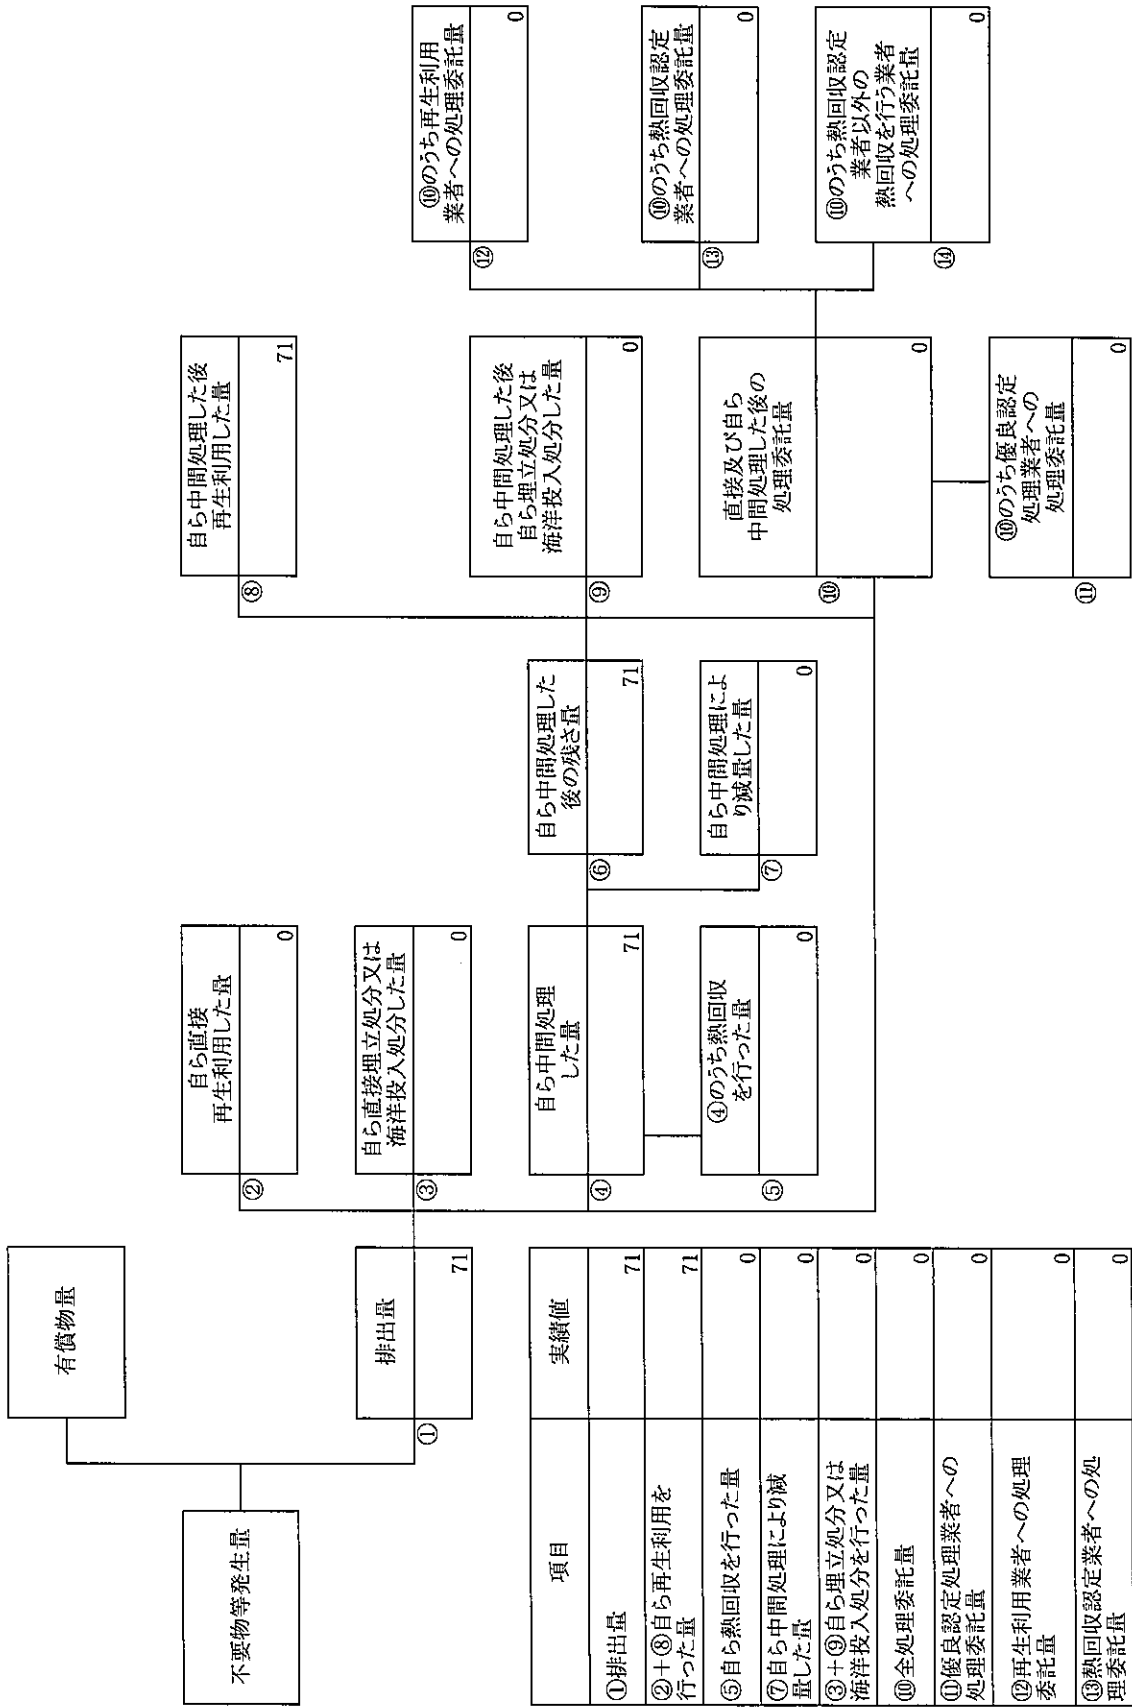 不要物等発生量
有償物量
①
排出量
71
②
自ら直接
再生利用した量
0
③
自ら直接埋立処分又は
海洋投入処分した量
0
④
自ら中間処理
した量
71
⑤
④のうち熱回収
を行った量
0
⑥
自ら中間処理した
後の残さ量
71
⑦
自ら中間処理によ
り減量した量
0
⑧
自ら中間処理した後
再生利用した量
71
⑨
自ら中間処理した後
自ら埋立処分又は
海洋投入処分した量
0
⑩
直接及び自ら
中間処理した後の
処理委託量
0
⑪
⑩のうち優良認定
処理業者への
処理委託量
0
⑫
⑩のうち再生利用
業者への処理委託量
0
⑬
⑩のうち熱回収認定
業者への処理委託量
0
⑭
⑩のうち熱回収認定
業者以外の
熱回収を行う業者
への処理委託量
0
項目
実績値
①排出量
71
②+⑧自ら再生利用を
行った量
71
⑤自ら熱回収を行った量
0
⑦自ら中間処理により減
量した量
0
③+⑨自ら埋立処分又は
海洋投入処分を行った量
0
⑩全処理委託量
0
⑪優良認定処理業者への
処理委託量
0
⑫再生利用業者への処理
委託量
0
⑬熱回収認定業者への処
理委託量
0